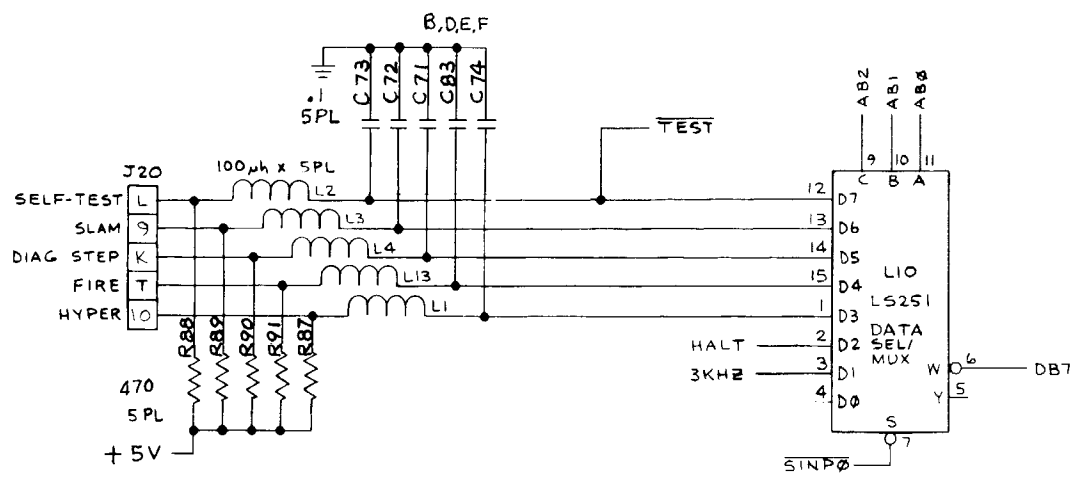 B,D,E,F
.1
5PL
C73
C72
C71
C83
C74
TEST
AB2
AB1
ABØ
9
10
11
C
B
A
J20
100µh x 5PL
SELF-TEST
L
L2
12
D7
SLAM
9
L3
13
D6
DIAG STEP
K
L4
14
D5
FIRE
T
L13
15
D4
HYPER
10
L1
1
D3
L10
LS251
DATA
SEL/
MUX
HALT
2
D2
3KHZ
3
D1
4
DØ
W
6
DB7
Y
5
S
7
SINPØ
R88
R89
R90
R91
R87
470
5PL
+5V